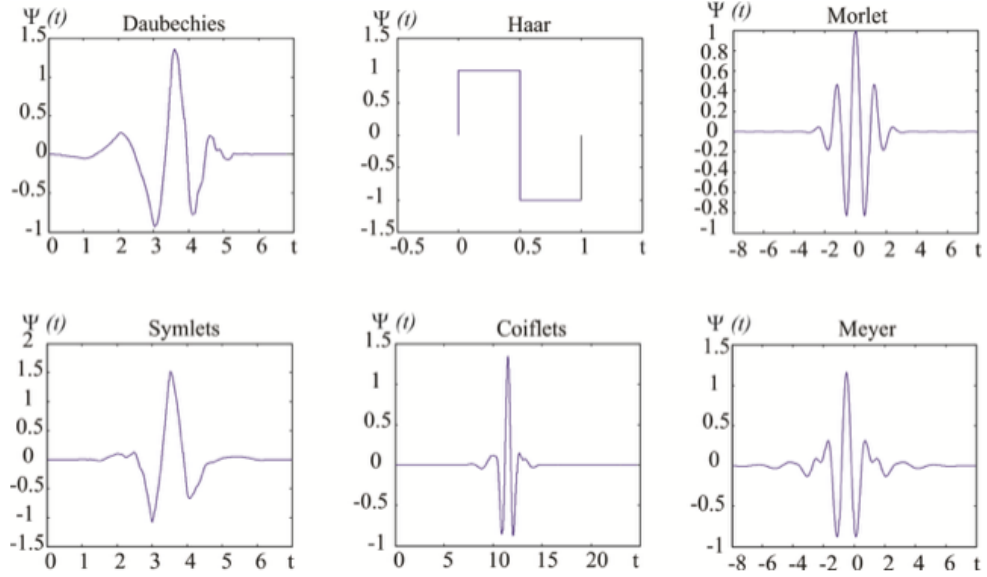 Ψ (t)
Daubechies
1.5
1
0.5
0
-0.5
-1
0 1 2 3 4 5 6 t
Ψ (t)
Haar
1.5
1
0.5
0
-0.5
-1
-1.5
-0.5 0 0.5 1 t
Ψ (t)
Morlet
1
0.8
0.6
0.4
0.2
0
-0.2
-0.4
-0.6
-0.8
-1
-8 -6 -4 -2 0 2 4 6 t
Ψ (t)
Symlets
2
1.5
1
0.5
0
-0.5
-1
-1.5
0 1 2 3 4 5 6 t
Ψ (t)
Coiflets
1.5
1
0.5
0
-0.5
-1
0 5 10 15 20 t
Ψ (t)
Meyer
1.5
1
0.5
0
-0.5
-1
-8 -6 -4 -2 0 2 4 6 t